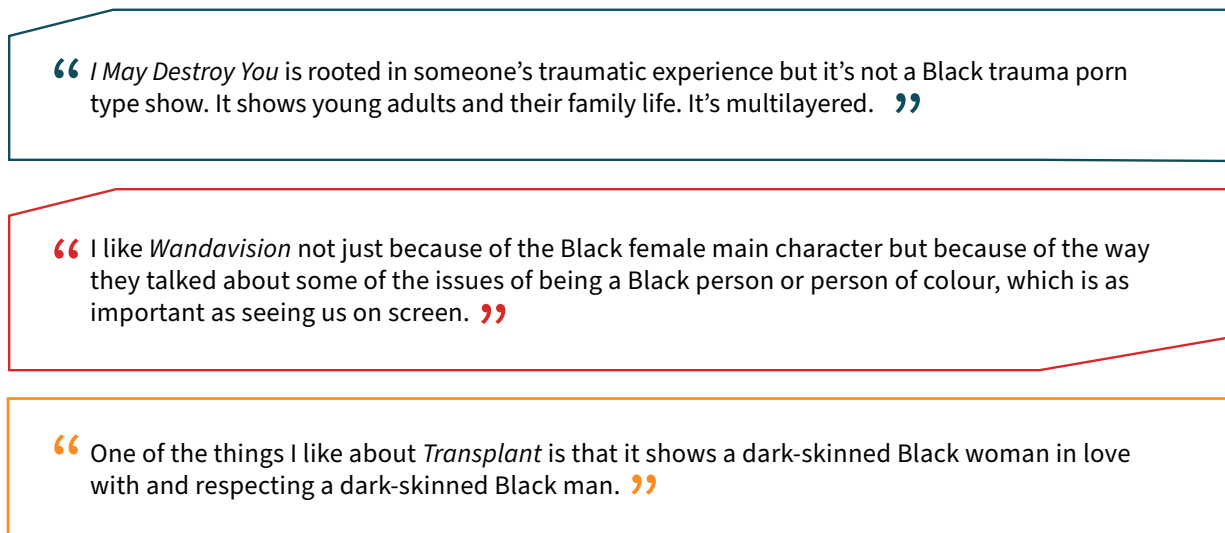 “ I May Destroy You is rooted in someone’s traumatic experience but it’s not a Black trauma porn
type show. It shows young adults and their family life. It’s multilayered. ”
“ I like Wandavision not just because of the Black female main character but because of the way
they talked about some of the issues of being a Black person or person of colour, which is as
important as seeing us on screen. ”
“ One of the things I like about Transplant is that it shows a dark-skinned Black woman in love
with and respecting a dark-skinned Black man. ”